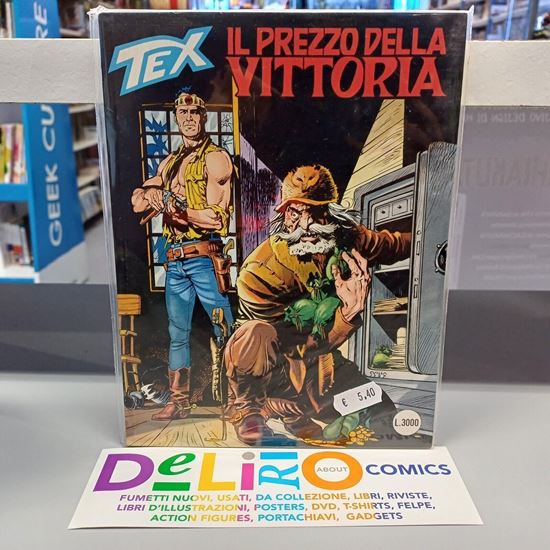 TEX
IL PREZZO DELLA
VITTORIA
GEEK CU
€ 5,40
L.3000
DeLiRiO
ABOUT
COMICS
FUMETTI NUOVI, USATI, DA COLLEZIONE, LIBRI, RIVISTE,
LIBRI D'ILLUSTRAZIONI, POSTERS, DVD, T-SHIRTS, FELPE,
ACTION FIGURES, PORTACHIAVI, GADGETS